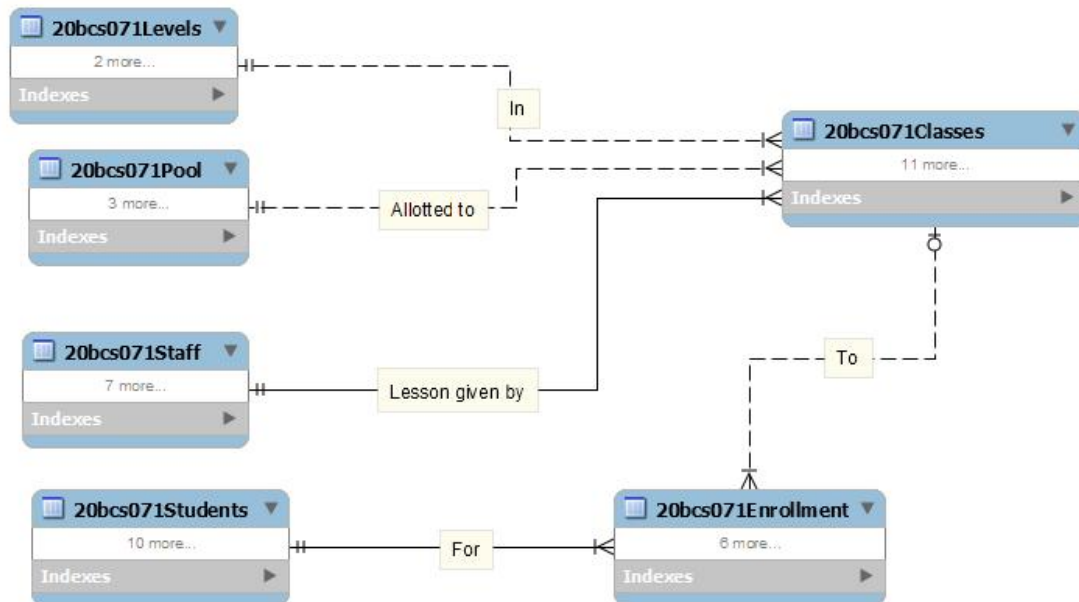 20bcs071Levels
2 more...
Indexes
In
20bcs071Classes
11 more...
Indexes
20bcs071Pool
3 more...
Indexes
Allotted to
20bcs071Staff
7 more...
Indexes
Lesson given by
To
20bcs071Students
10 more...
Indexes
For
20bcs071Enrollment
6 more...
Indexes